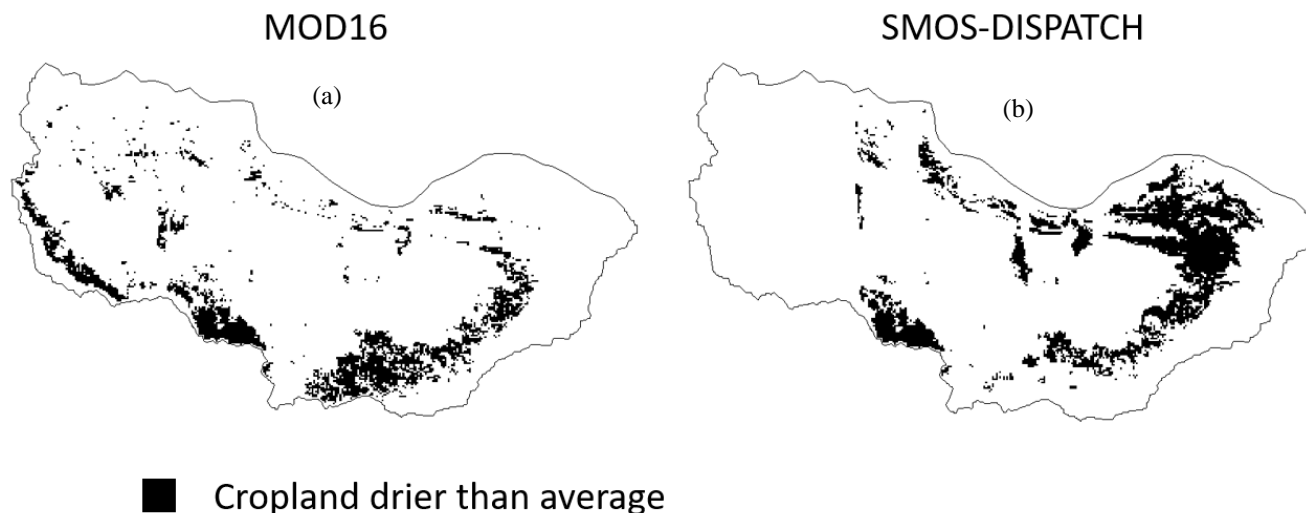 MOD16
SMOS-DISPATCH
(a)
(b)
Cropland drier than average